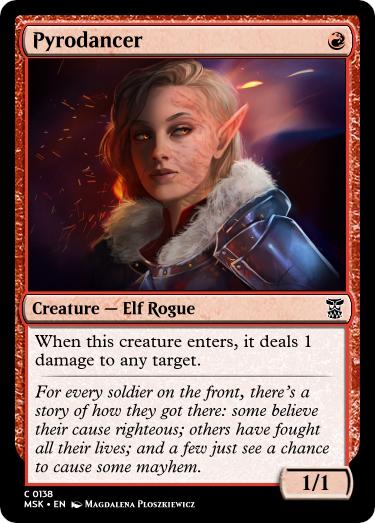 Pyrodancer
Creature — Elf Rogue
When this creature enters, it deals 1
damage to any target.
For every soldier on the front, there's a
story of how they got there: some believe
their cause righteous; others have fought
all their lives; and a few just see a chance
to cause some mayhem.
1/1
C 0138
MSK • EN Magdalena Ploszkiewicz